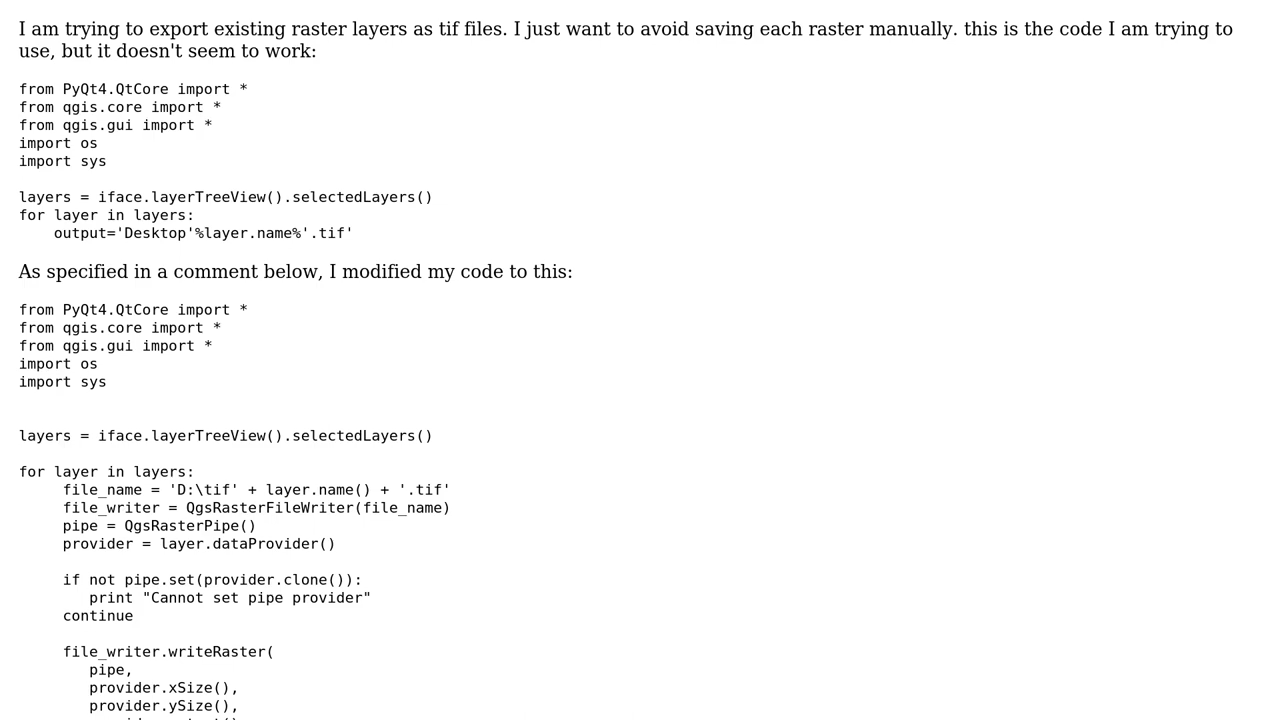 I am trying to export existing raster layers as tif files. I just want to avoid saving each raster manually. this is the code I am trying to
use, but it doesn't seem to work:
from PyQt4.QtCore import *
from qgis.core import *
from qgis.gui import *
import os
import sys
layers = iface.layerTreeView().selectedLayers()
for layer in layers:
    output='Desktop'%layer.name%'.tif'
As specified in a comment below, I modified my code to this:
from PyQt4.QtCore import *
from qgis.core import *
from qgis.gui import *
import os
import sys
layers = iface.layerTreeView().selectedLayers()
for layer in layers:
     file_name = 'D:\tif' + layer.name() + '.tif'
     file_writer = QgsRasterFileWriter(file_name)
     pipe = QgsRasterPipe()
     provider = layer.dataProvider()
     if not pipe.set(provider.clone()):
        print "Cannot set pipe provider"
     continue
     file_writer.writeRaster(
        pipe,
        provider.xSize(),
        provider.ySize(),